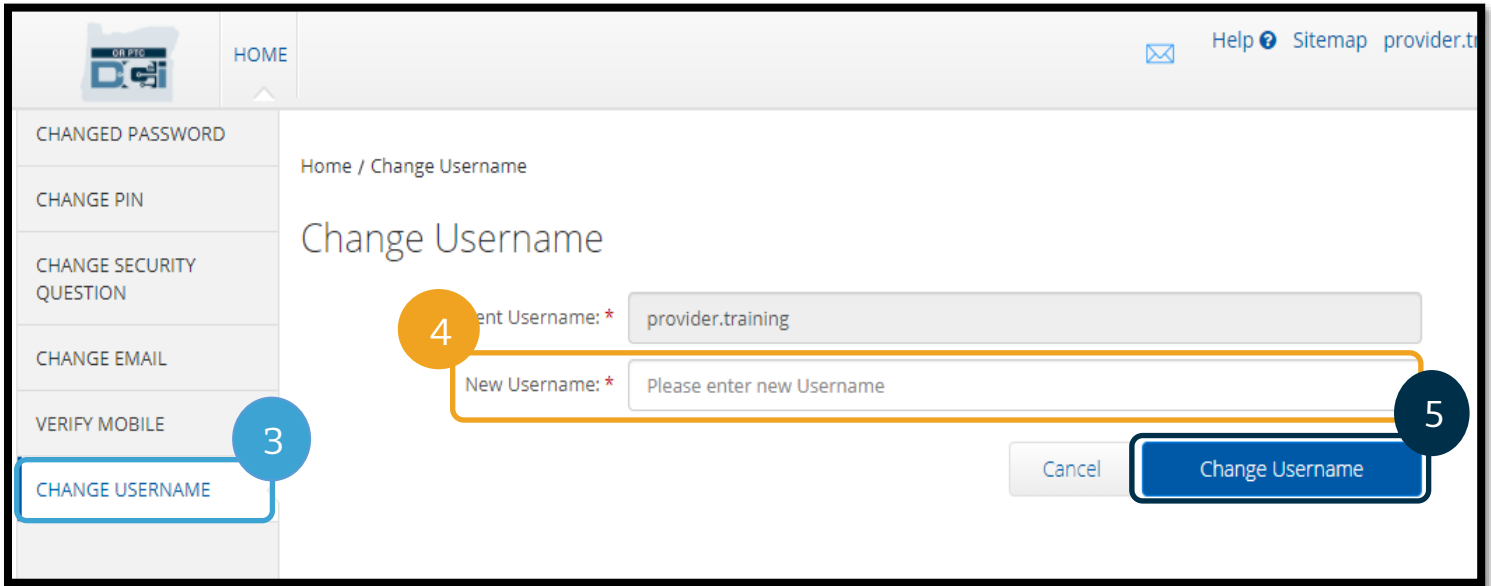 OR PTC
DCI
HOME
Help ? Sitemap provider.tr
CHANGED PASSWORD
CHANGE PIN
CHANGE SECURITY
QUESTION
CHANGE EMAIL
VERIFY MOBILE
3
CHANGE USERNAME
Home / Change Username
Change Username
4
ent Username: * provider.training
New Username: * Please enter new Username
5
Cancel Change Username